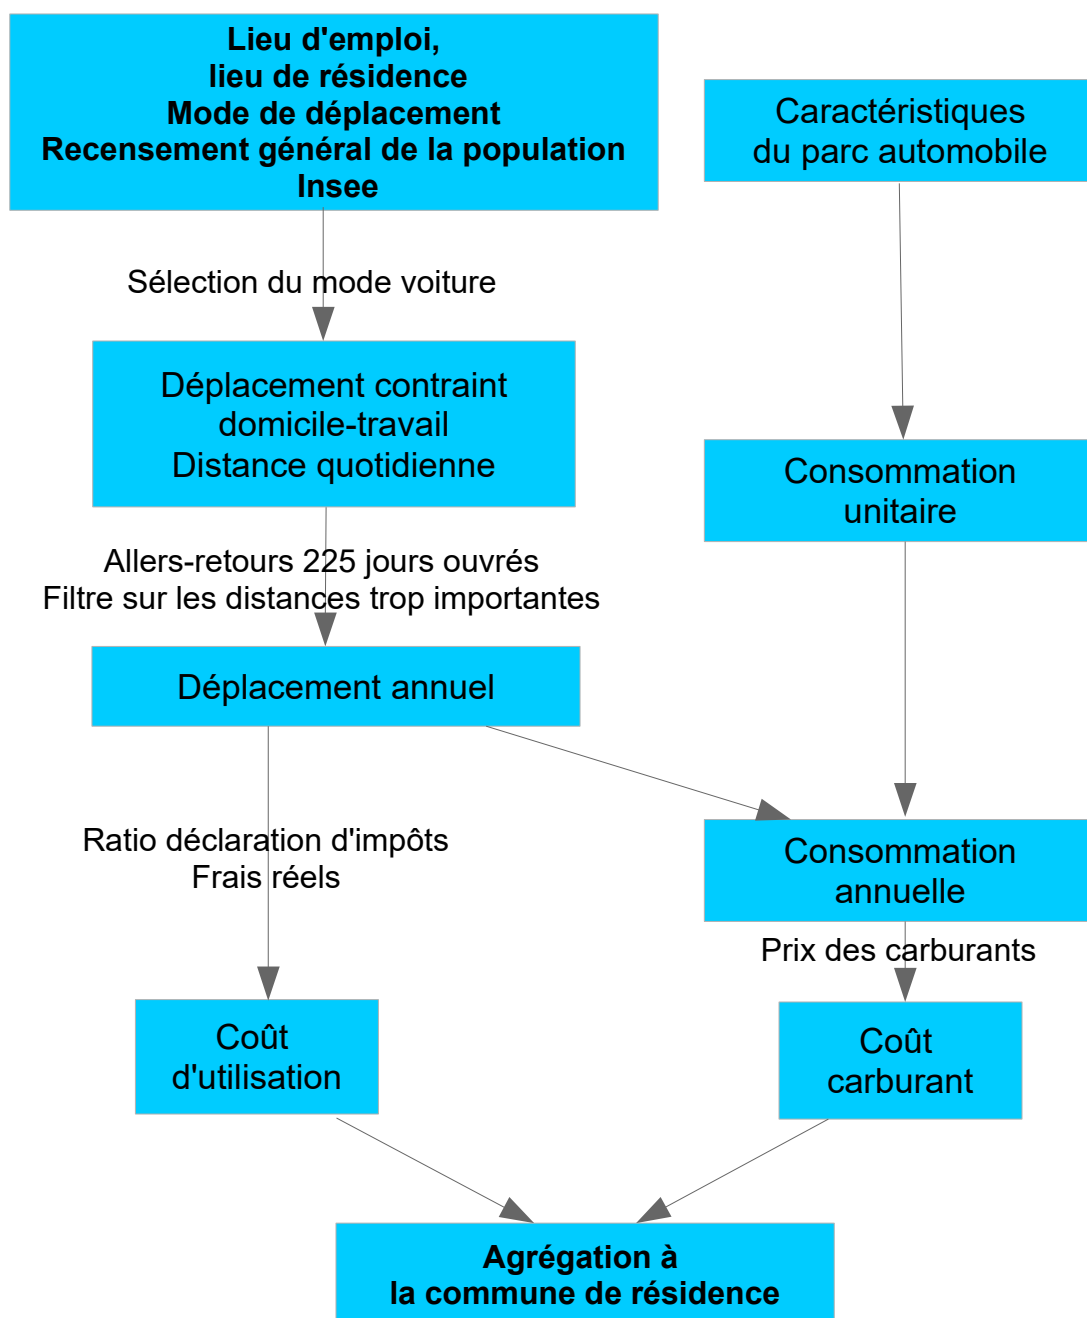 Lieu d'emploi,
lieu de résidence
Mode de déplacement
Recensement général de la population
Insee
Caractéristiques
du parc automobile
Sélection du mode voiture
Déplacement contraint
domicile-travail
Distance quotidienne
Consommation
unitaire
Allers-retours 225 jours ouvrés
Filtre sur les distances trop importantes
Déplacement annuel
Ratio déclaration d'impôts
Frais réels
Consommation
annuelle
Prix des carburants
Coût
d'utilisation
Coût
carburant
Agrégation à
la commune de résidence